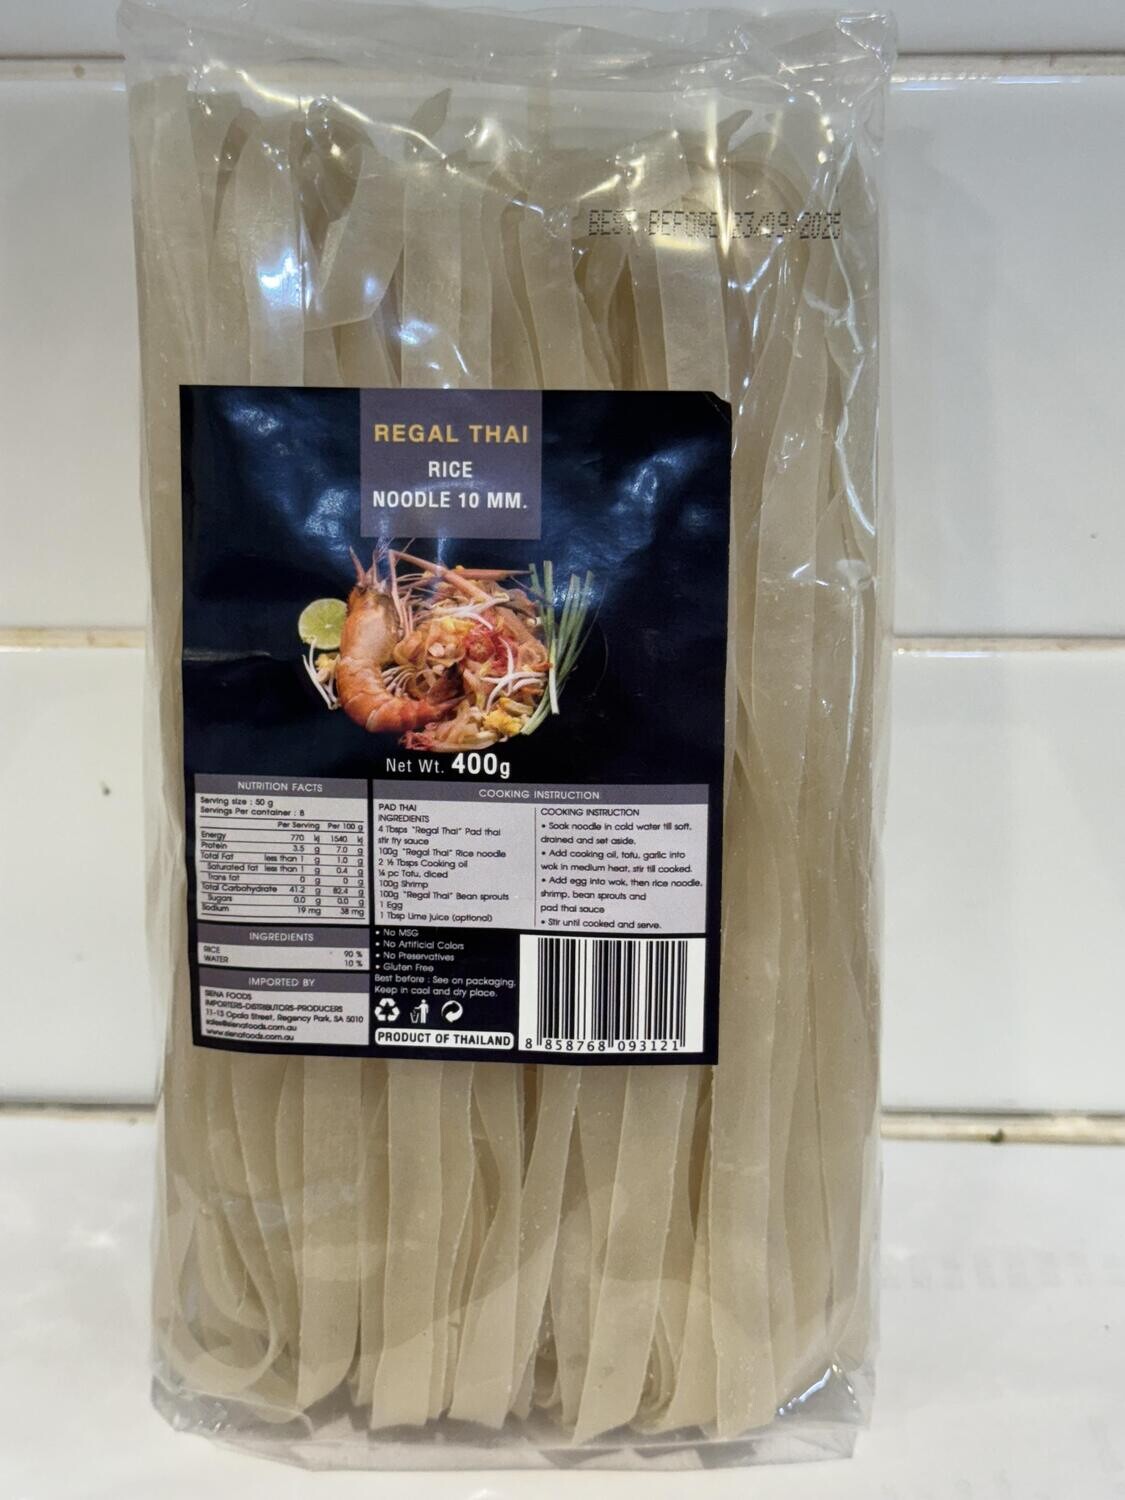 BEST BEFORE 23/09/2025
REGAL THAI
RICE
NOODLE 10 MM.
Net Wt. 400g
NUTRITION FACTS
Serving size : 50 g
Servings Per container : 8
Per Serving Per 100 g
Energy 770 kj 1540 kj
Protein 3.5 g 7.0 g
Total Fat less than 1 g 1.0 g
Saturated fat less than 1 g 0.4 g
Trans fat 0 g 0 g
Total Carbohydrate 41.2 g 82.4 g
Sugars 0.0 g 0.0 g
Sodium 19 mg 38 mg
INGREDIENTS
RICE 90 %
WATER 10 %
IMPORTED BY
SIENA FOODS
IMPORTERS-DISTRIBUTORS-PRODUCERS
11-13 Opala Street, Regency Park, SA 5010
sales@sienafoods.com.au
www.sienafoods.com.au
COOKING INSTRUCTION
PAD THAI
INGREDIENTS
4 Tbsps "Regal Thai" Pad thai
stir fry sauce
100g "Regal Thai" Rice noodle
2 ½ Tbsps Cooking oil
¼ pc Tofu, diced
100g Shrimp
100g "Regal Thai" Bean sprouts
1 Egg
1 Tbsp Lime juice (optional)
COOKING INSTRUCTION
• Soak noodle in cold water till soft,
drained and set aside.
• Add cooking oil, tofu, garlic into
wok in medium heat, stir till cooked.
• Add egg into wok, then rice noodle,
shrimp, bean sprouts and
pad thai sauce
• Stir until cooked and serve.
• No MSG
• No Artificial Colors
• No Preservatives
• Gluten Free
Best before : See on packaging.
Keep in cool and dry place.
PRODUCT OF THAILAND
8 858768 093121